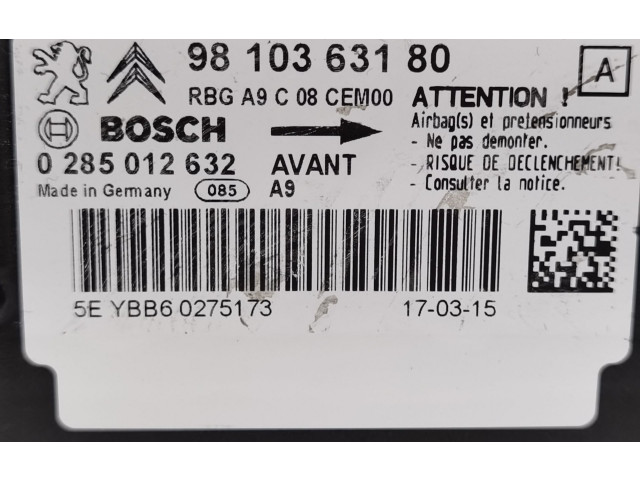 98 103 631 80
A
RBG A9 C 08 CEM00
ATTENTION !
BOSCH
Airbag(s) et pretensionneurs
- Ne pas demonter.
0 285 012 632
AVANT
- RISQUE DE DECLENCHEMENT!
Made in Germany
085
A9
- Consulter la notice.
5E YBB6 0275173
17-03-15